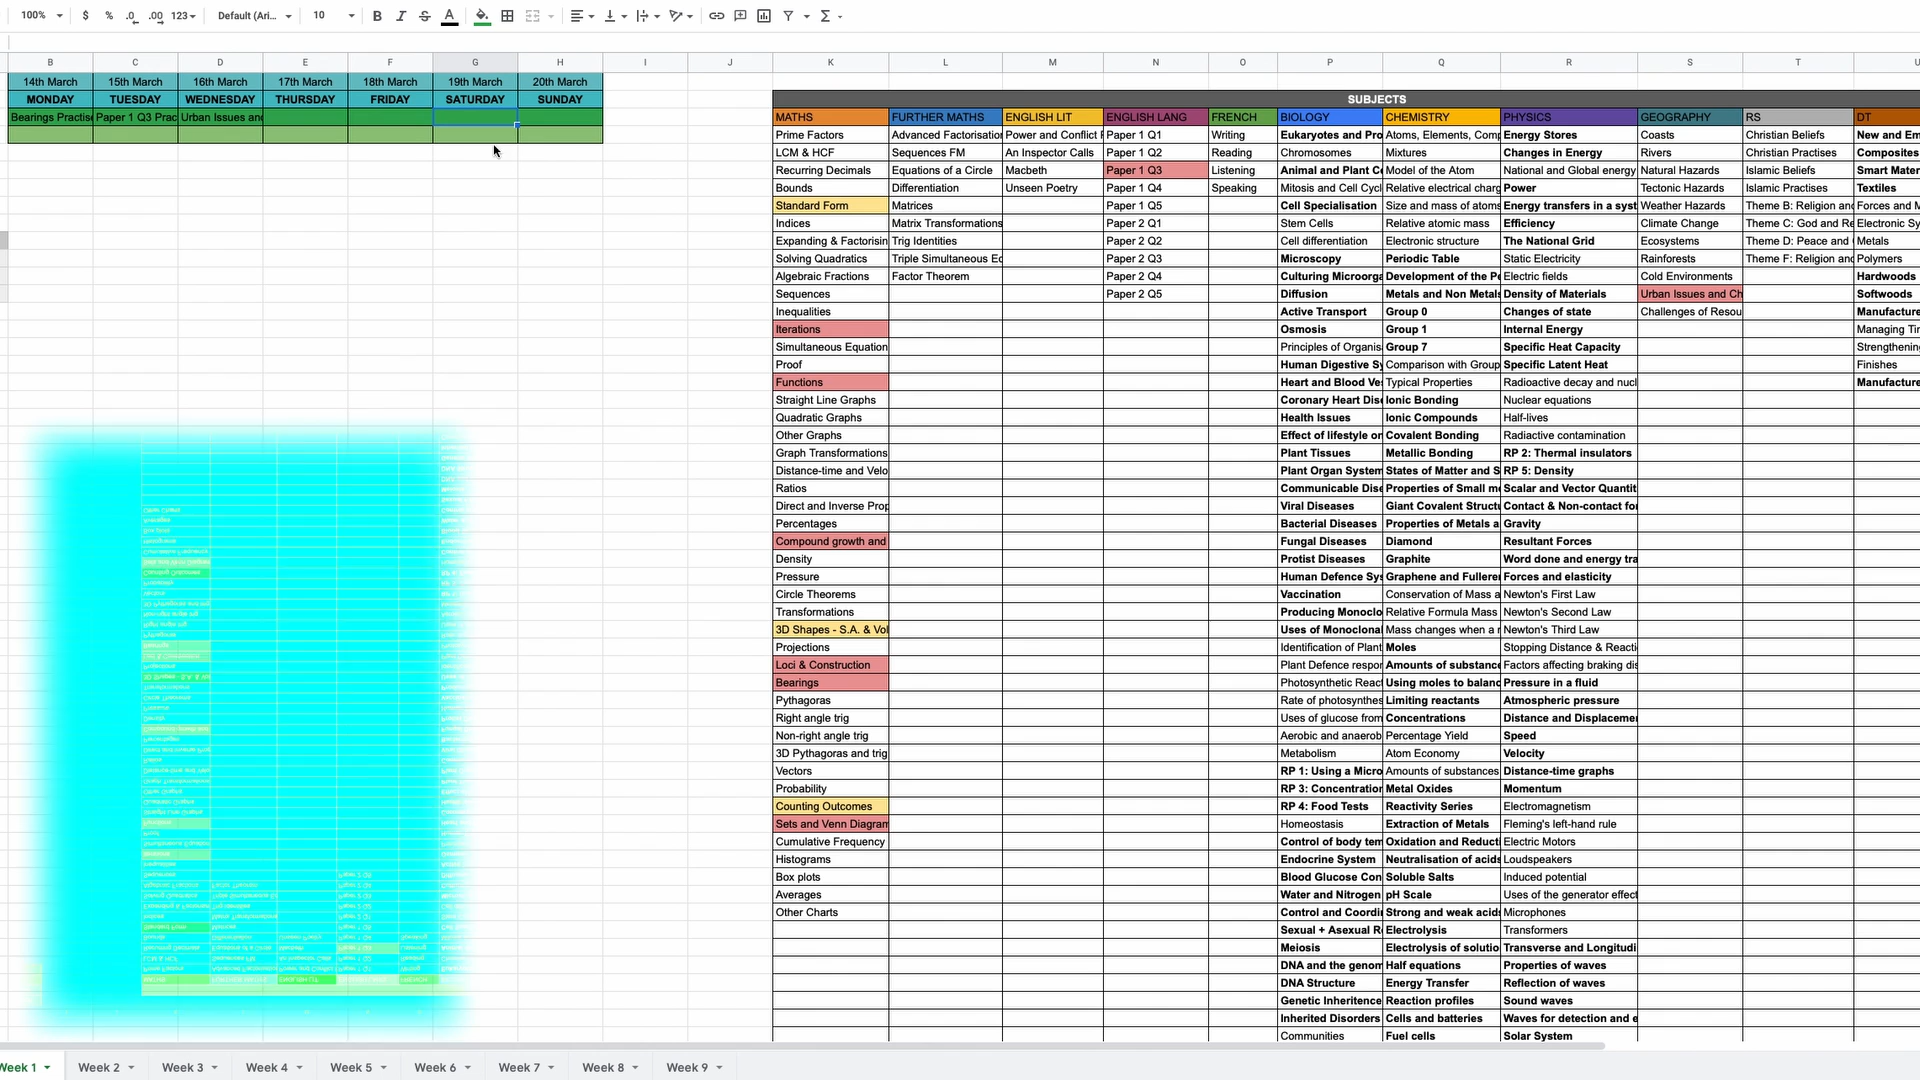 100% $ % .0 .00 123 Default (Ari... 10 B I S A
B C D E F G H I J K L M N O P Q R S T U
14th March 15th March 16th March 17th March 18th March 19th March 20th March
MONDAY TUESDAY WEDNESDAY THURSDAY FRIDAY SATURDAY SUNDAY SUBJECTS
Bearings Practise Paper 1 Q3 Prac Urban Issues an MATHS FURTHER MATHS ENGLISH LIT ENGLISH LANG FRENCH BIOLOGY CHEMISTRY PHYSICS GEOGRAPHY RS DT
Prime Factors Advanced Factorisation Power and Conflict Paper 1 Q1 Writing Eukaryotes and Pro Atoms, Elements, Comp Energy Stores Coasts Christian Beliefs New and Em
LCM & HCF Sequences FM An Inspector Calls Paper 1 Q2 Reading Chromosomes Mixtures Changes in Energy Rivers Christian Practises Composites
Recurring Decimals Equations of a Circle Macbeth Paper 1 Q3 Listening Animal and Plant C Model of the Atom National and Global energy Natural Hazards Islamic Beliefs Smart Mater
Bounds Differentiation Unseen Poetry Paper 1 Q4 Speaking Mitosis and Cell Cycl Relative electrical charg Power Tectonic Hazards Islamic Practises Textiles
Standard Form Matrices Paper 1 Q5 Cell Specialisation Size and mass of atoms Energy transfers in a syst Weather Hazards Theme B: Religion and Forces and M
Indices Matrix Transformations Paper 2 Q1 Stem Cells Relative atomic mass Efficiency Climate Change Theme C: God and Re Electronic Sy
Expanding & Factorisin Trig Identities Paper 2 Q2 Cell differentiation Electronic structure The National Grid Ecosystems Theme D: Peace and Metals
Solving Quadratics Triple Simultaneous Eq Paper 2 Q3 Microscopy Periodic Table Static Electricity Rainforests Theme F: Religion and Polymers
Algebraic Fractions Factor Theorem Paper 2 Q4 Culturing Microorga Development of the Pe Electric fields Cold Environments Hardwoods
Sequences Paper 2 Q5 Diffusion Metals and Non Metals Density of Materials Urban Issues and Ch Softwoods
Inequalities Active Transport Group 0 Changes of state Challenges of Resou Manufacture
Iterations Osmosis Group 1 Internal Energy Managing Tir
Simultaneous Equation Principles of Organis Group 7 Specific Heat Capacity Strengthening
Proof Human Digestive Sy Comparison with Group Specific Latent Heat Finishes
Functions Heart and Blood Ve Typical Properties Radioactive decay and nucl Manufacture
Straight Line Graphs Coronary Heart Dis Ionic Bonding Nuclear equations
Quadratic Graphs Health Issues Ionic Compounds Half-lives
Other Graphs Effect of lifestyle or Covalent Bonding Radiactive contamination
Graph Transformations Plant Tissues Metallic Bonding RP 2: Thermal insulators
Distance-time and Velo Plant Organ System States of Matter and S RP 5: Density
Ratios Communicable Dise Properties of Small m Scalar and Vector Quantit
Direct and Inverse Prop Viral Diseases Giant Covalent Struct Contact & Non-contact fo
Percentages Bacterial Diseases Properties of Metals a Gravity
Compound growth and Fungal Diseases Diamond Resultant Forces
Density Protist Diseases Graphite Word done and energy tra
Pressure Human Defence Sys Graphene and Fullere Forces and elasticity
Circle Theorems Vaccination Conservation of Mass a Newton's First Law
Transformations Producing Monoclo Relative Formula Mass Newton's Second Law
3D Shapes - S.A. & Vol Uses of Monoclonal Mass changes when a r Newton's Third Law
Projections Identification of Plant Moles Stopping Distance & Reacti
Loci & Construction Plant Defence respor Amounts of substance Factors affecting braking dis
Bearings Photosynthetic Reac Using moles to balanc Pressure in a fluid
Pythagoras Rate of photosynthes Limiting reactants Atmospheric pressure
Right angle trig Uses of glucose from Concentrations Distance and Displacemer
Non-right angle trig Aerobic and anaerob Percentage Yield Speed
3D Pythagoras and trig Metabolism Atom Economy Velocity
Vectors RP 1: Using a Micro Amounts of substances Distance-time graphs
Probability RP 3: Concentration Metal Oxides Momentum
Counting Outcomes RP 4: Food Tests Reactivity Series Electromagnetism
Sets and Venn Diagram Homeostasis Extraction of Metals Fleming's left-hand rule
Cumulative Frequency Control of body tem Oxidation and Reducti Electric Motors
Histograms Endocrine System Neutralisation of acids Loudspeakers
Box plots Blood Glucose Con Soluble Salts Induced potential
Averages Water and Nitrogen pH Scale Uses of the generator effect
Other Charts Control and Coordi Strong and weak acids Microphones
Sexual + Asexual R Electrolysis Transformers
Meiosis Electrolysis of solutio Transverse and Longitudi
DNA and the genom Half equations Properties of waves
DNA Structure Energy Transfer Reflection of waves
Genetic Inheritence Reaction profiles Sound waves
Inherited Disorders Cells and batteries Waves for detection and e
Communities Fuel cells Solar System
Week 1 Week 2 Week 3 Week 4 Week 5 Week 6 Week 7 Week 8 Week 9